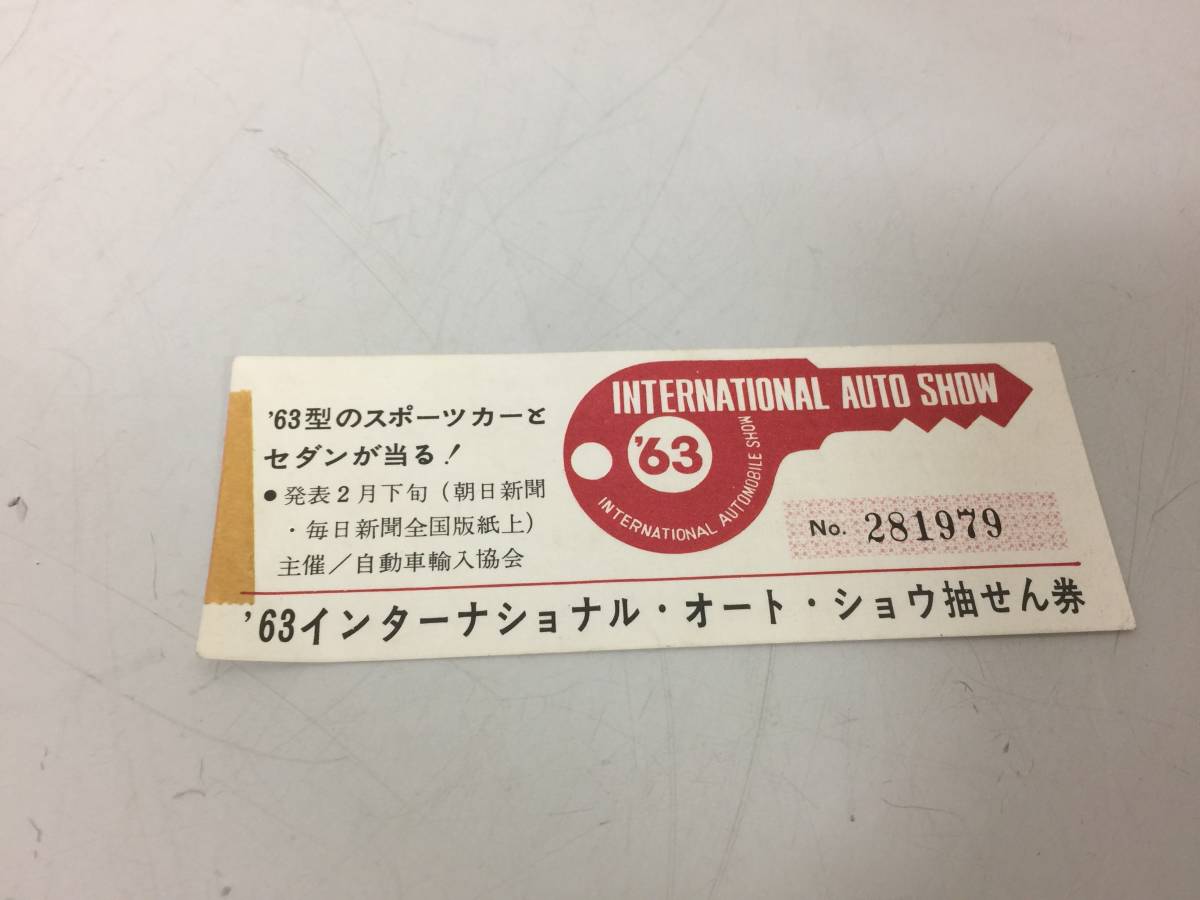 '63型のスポーツカーと
セダンが当る!
●発表2月下旬(朝日新聞
・毎日新聞全国版紙上)
主催/自動車輸入協会
INTERNATIONAL AUTO SHOW
'63
INTERNATIONAL AUTOMOBILE SHOW
No. 281979
'63インターナショナル・オート・ショウ抽せん券